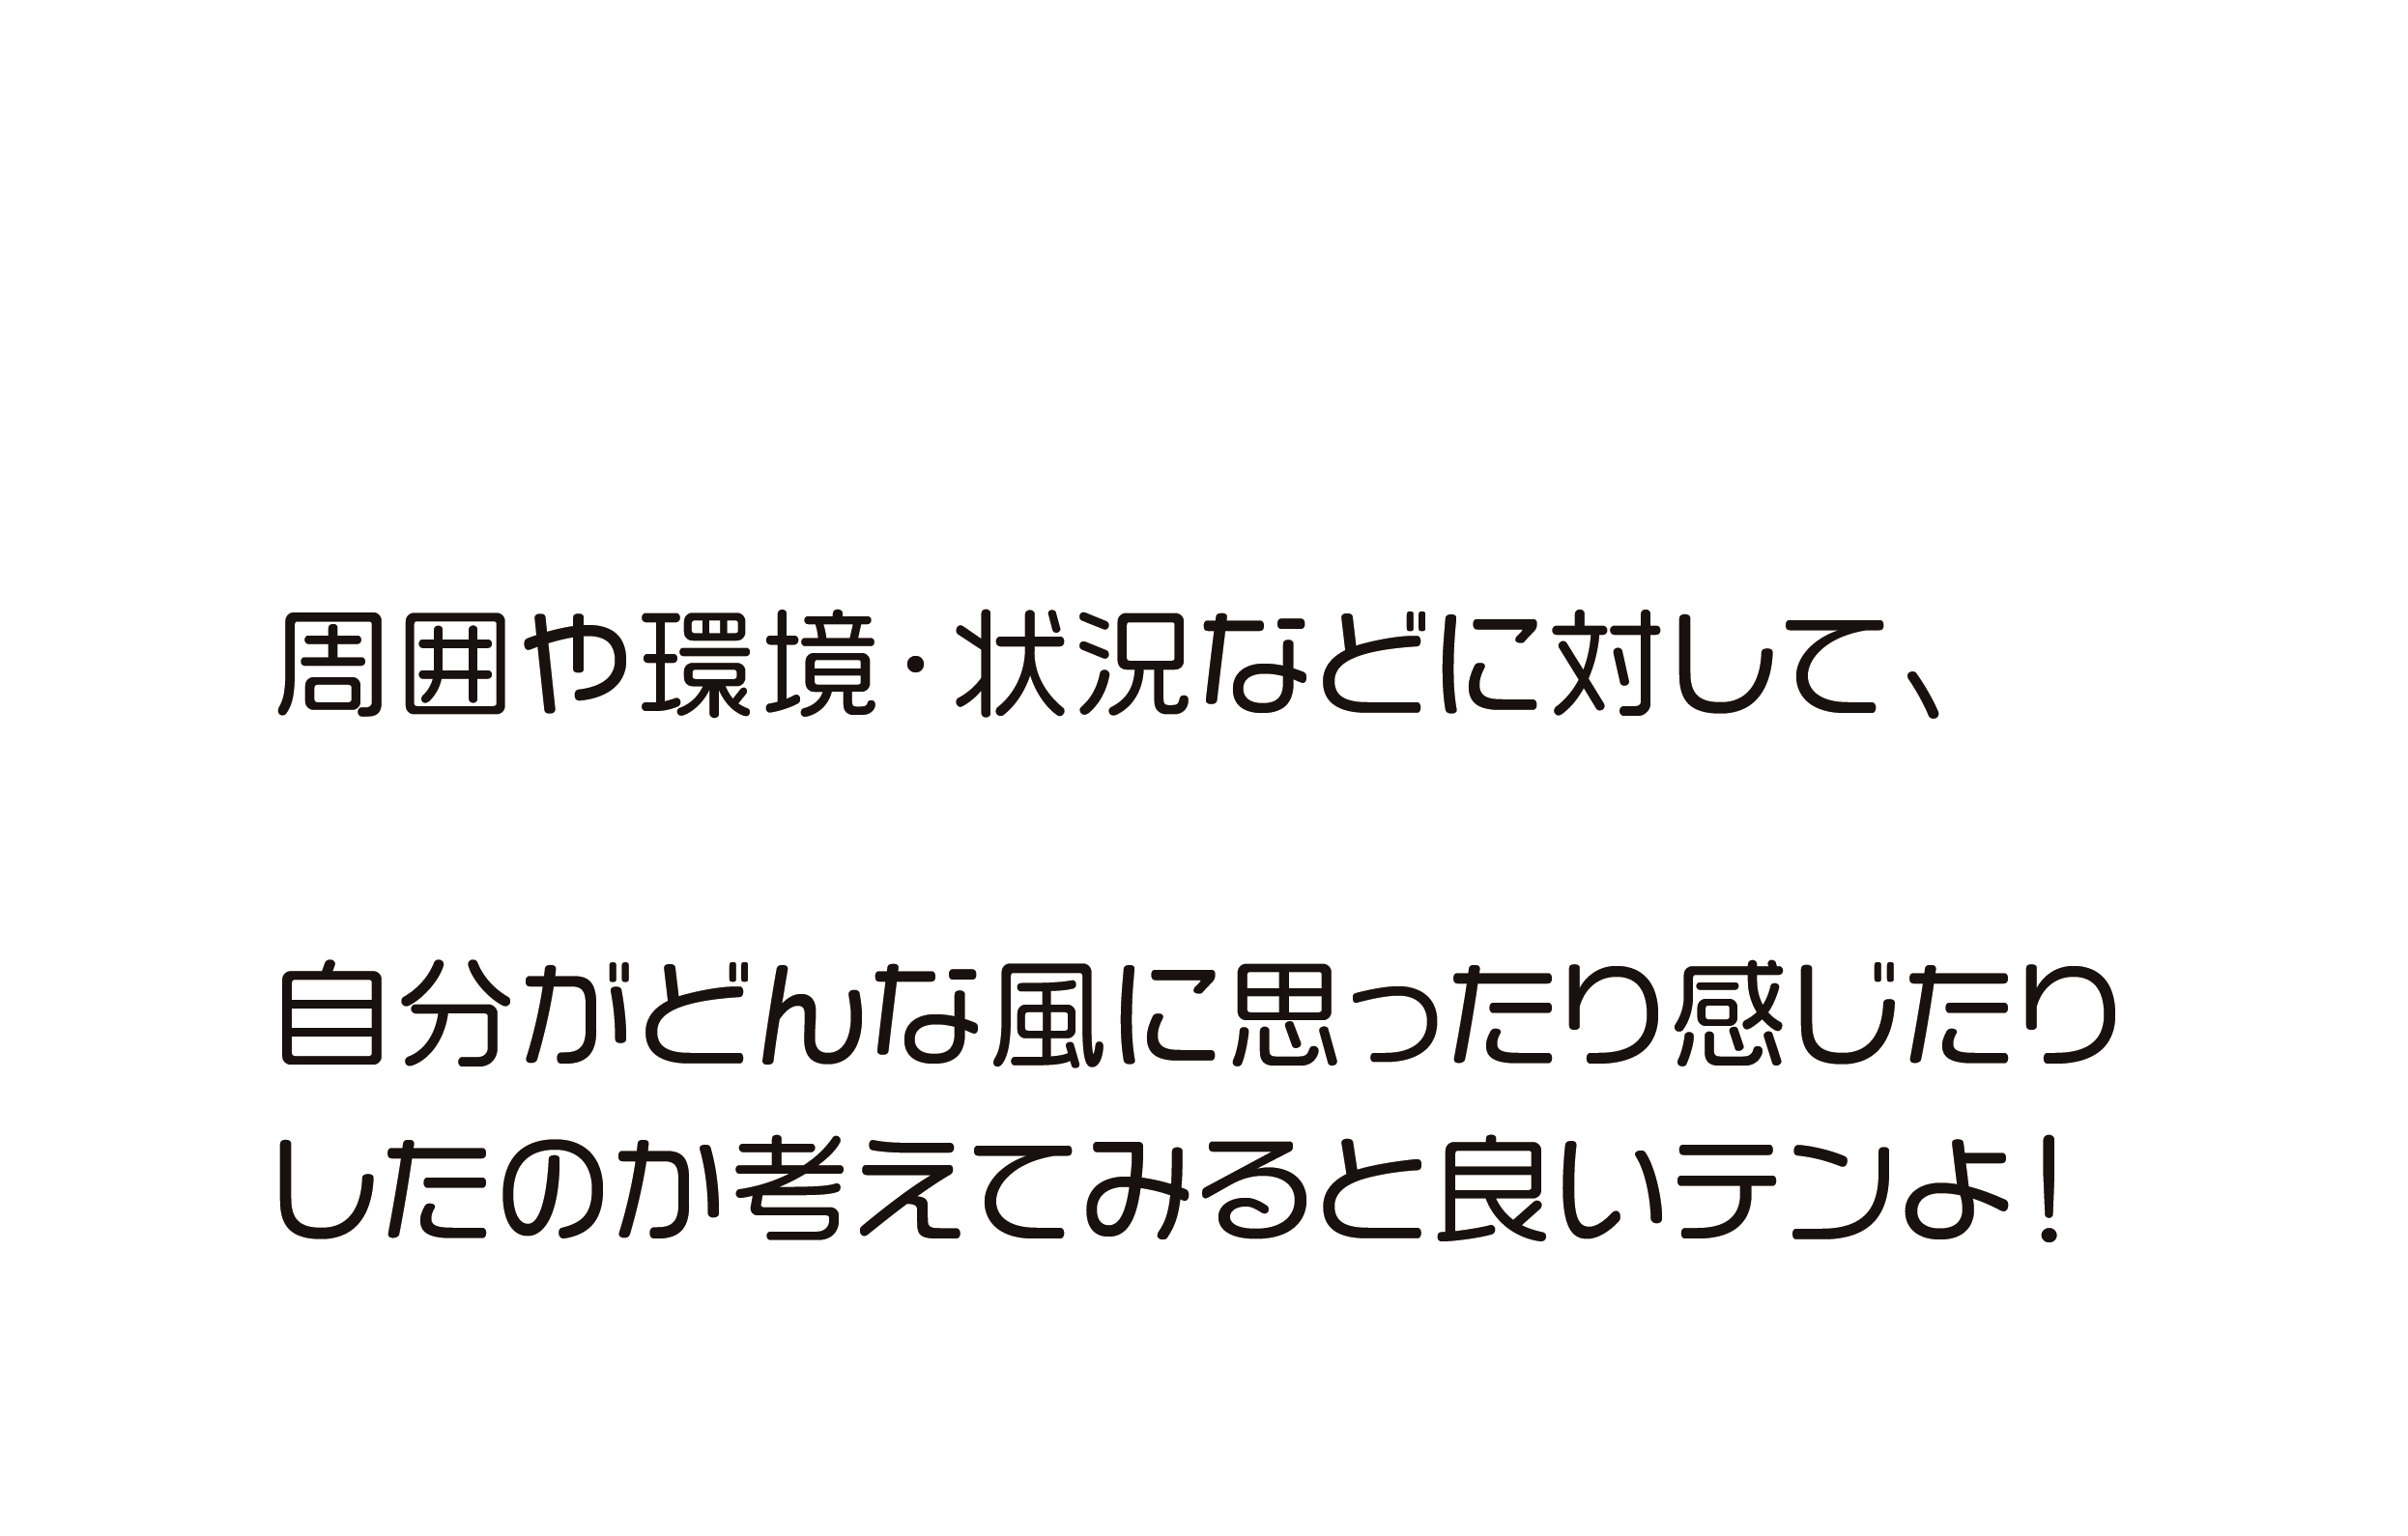 周囲や環境・状況などに対して、
自分がどんな風に思ったり感じたり
したのか考えてみると良いテンよ！